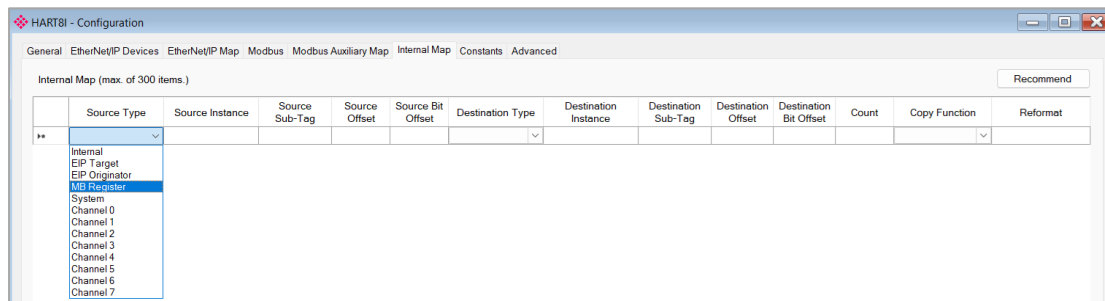 HART8I - Configuration
General EtherNet/IP Devices EtherNet/IP Map Modbus Modbus Auxiliary Map Internal Map Constants Advanced
Internal Map (max. of 300 items.)
Recommend
Source Type Source Instance Source Sub-Tag Source Offset Source Bit Offset Destination Type Destination Instance Destination Sub-Tag Destination Offset Destination Bit Offset Count Copy Function Reformat
Internal
EIP Target
EIP Originator
MB Register
System
Channel 0
Channel 1
Channel 2
Channel 3
Channel 4
Channel 5
Channel 6
Channel 7